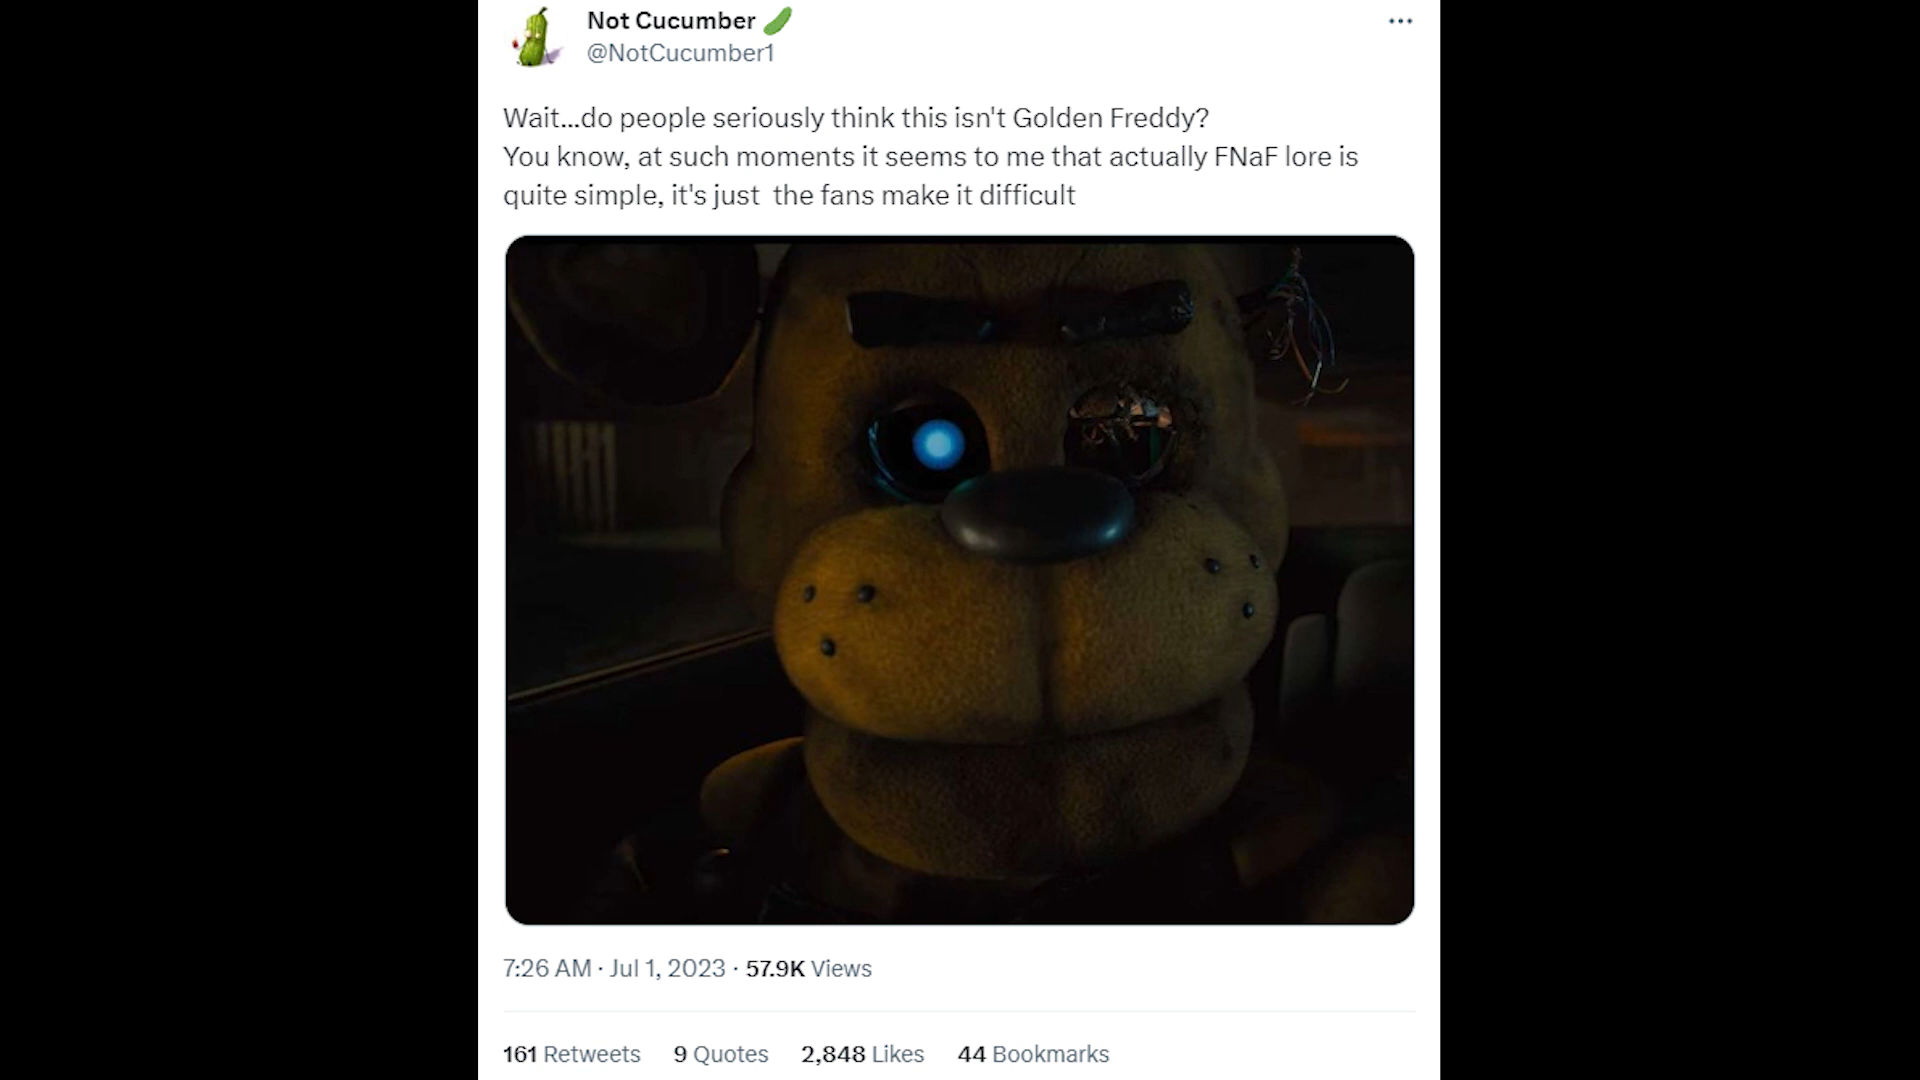 Not Cucumber 🥒
@NotCucumber1
Wait...do people seriously think this isn't Golden Freddy?
You know, at such moments it seems to me that actually FNaF lore is
quite simple, it's just  the fans make it difficult
7:26 AM · Jul 1, 2023 · 57.9K Views
161 Retweets 9 Quotes 2,848 Likes 44 Bookmarks